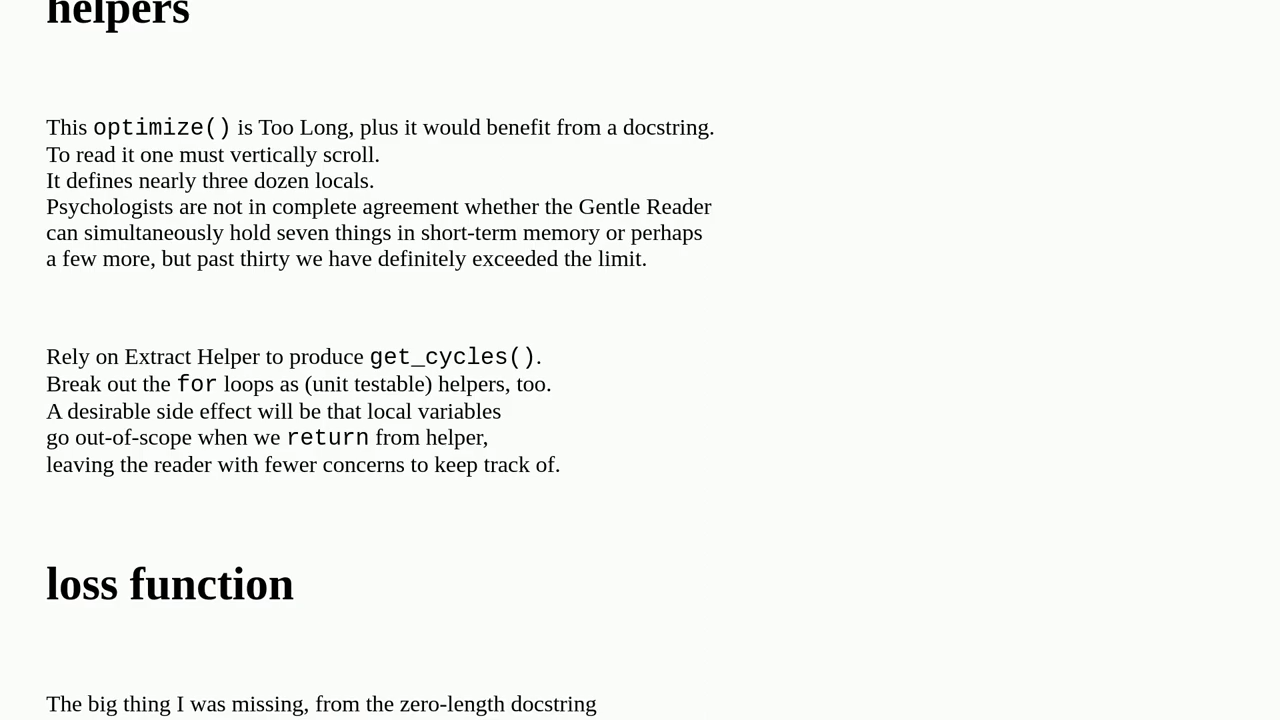 helpers
This optimize() is Too Long, plus it would benefit from a docstring.
To read it one must vertically scroll.
It defines nearly three dozen locals.
Psychologists are not in complete agreement whether the Gentle Reader
can simultaneously hold seven things in short-term memory or perhaps
a few more, but past thirty we have definitely exceeded the limit.
Rely on Extract Helper to produce get_cycles().
Break out the for loops as (unit testable) helpers, too.
A desirable side effect will be that local variables
go out-of-scope when we return from helper,
leaving the reader with fewer concerns to keep track of.
loss function
The big thing I was missing, from the zero-length docstring